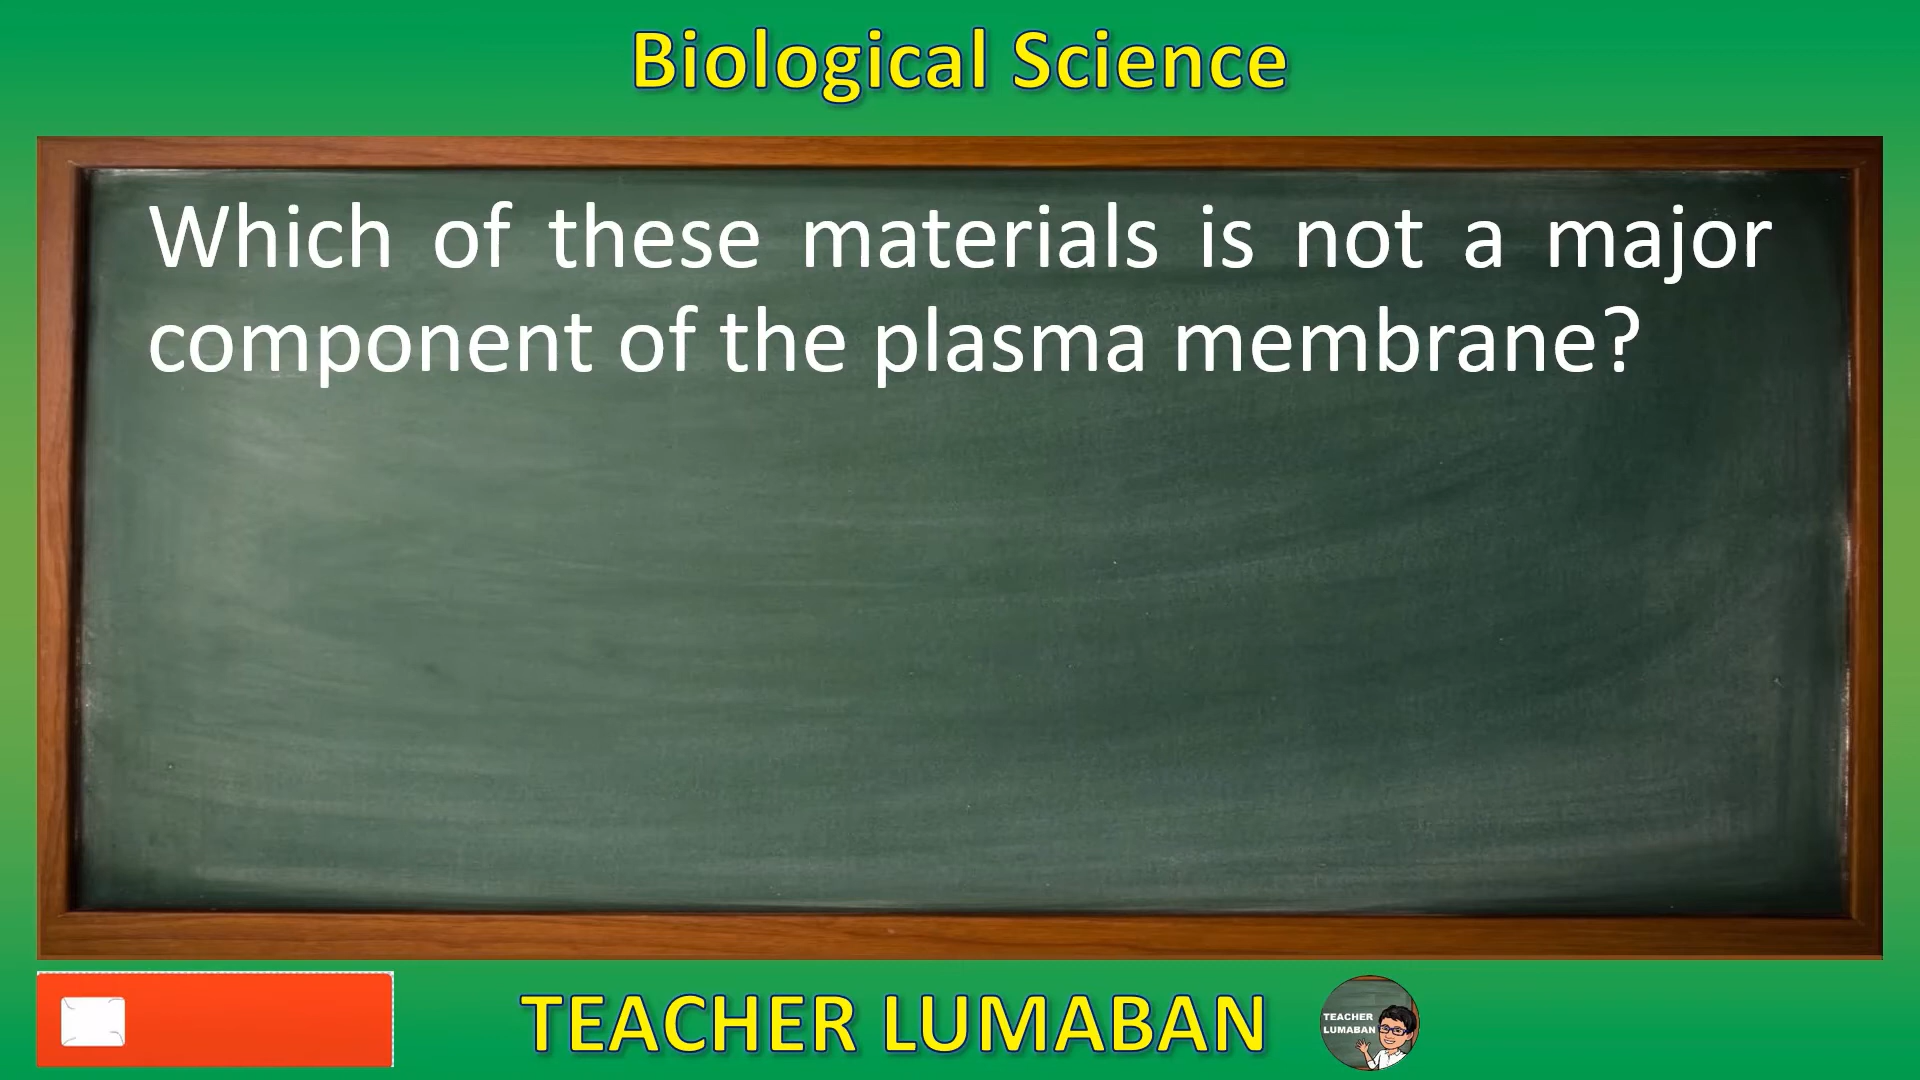 Biological Science
Which of these materials is not a major
component of the plasma membrane?
TEACHER LUMABAN
TEACHER
LUMABAN